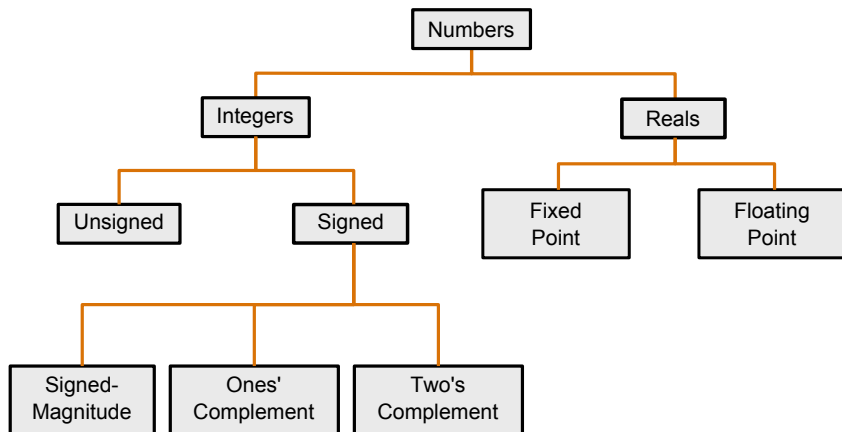 Numbers
Integers
Reals
Unsigned
Signed
Fixed
Point
Floating
Point
Signed-
Magnitude
Ones'
Complement
Two's
Complement